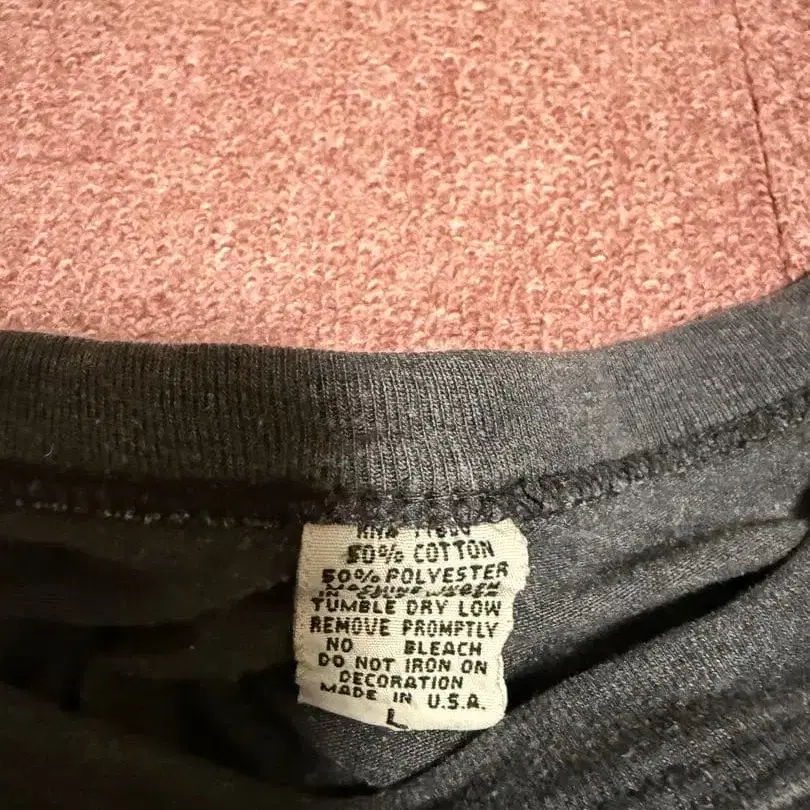 50% COTTON
50% POLYESTER
TUMBLE DRY LOW
REMOVE PROMPTLY
NO BLEACH
DO NOT IRON ON
DECORATION
MADE IN U.S.A.
L